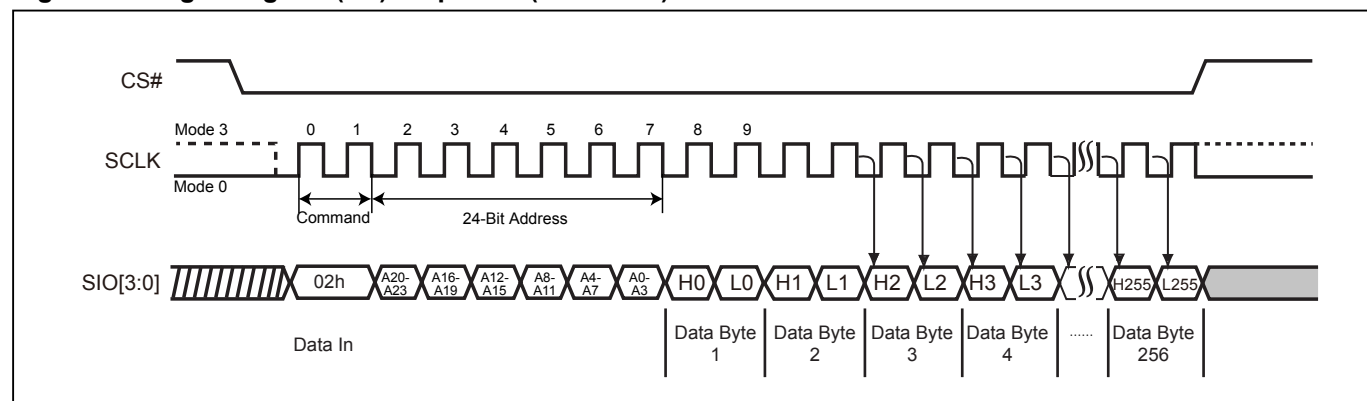 CS#
Mode 3
0 1 2 3 4 5 6 7 8 9
SCLK
Mode 0
Command
24-Bit Address
SIO[3:0]
02h
A20-
A23
A16-
A19
A12-
A15
A8-
A11
A4-
A7
A0-
A3
H0 L0 H1 L1 H2 L2 H3 L3 H255 L255
Data In
Data Byte
1
Data Byte
2
Data Byte
3
Data Byte
4
......
Data Byte
256